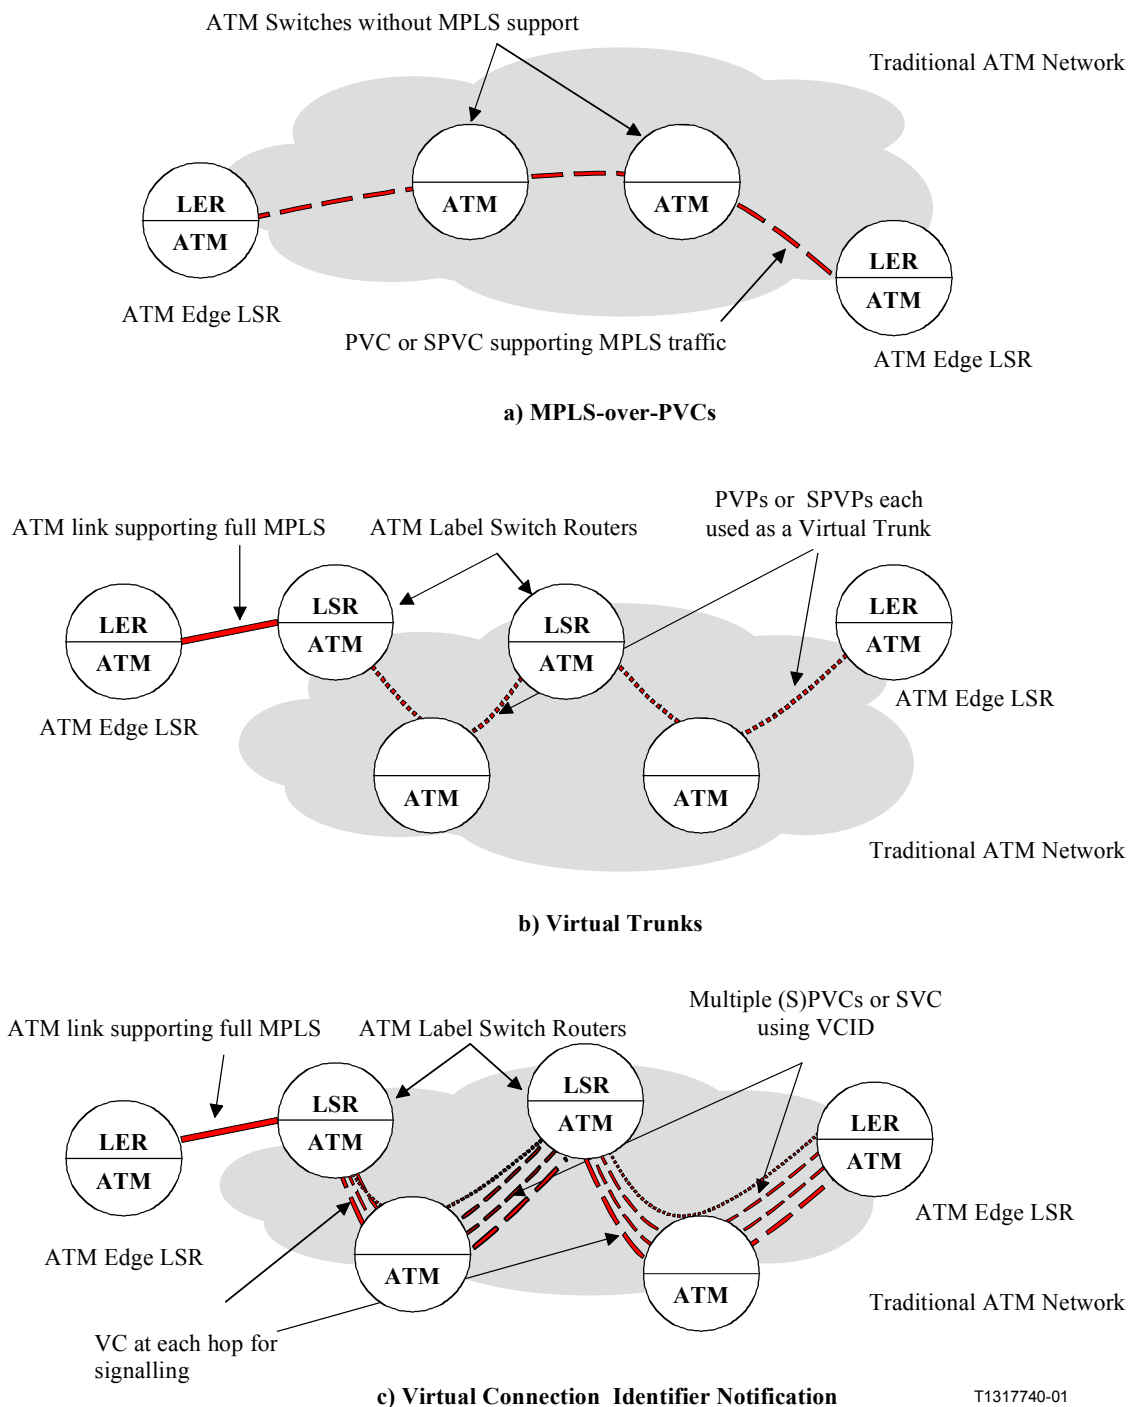 ATM Switches without MPLS support
Traditional ATM Network
LER
ATM
ATM
ATM
LER
ATM
ATM Edge LSR
PVC or SPVC supporting MPLS traffic
ATM Edge LSR
a) MPLS-over-PVCs
PVPs or SPVPs each
used as a Virtual Trunk
ATM link supporting full MPLS
ATM Label Switch Routers
LER
ATM
LSR
ATM
LSR
ATM
LER
ATM
ATM Edge LSR
ATM Edge LSR
ATM
ATM
Traditional ATM Network
b) Virtual Trunks
Multiple (S)PVCs or SVC
using VCID
ATM link supporting full MPLS
ATM Label Switch Routers
LER
ATM
LSR
ATM
LSR
ATM
LER
ATM
ATM Edge LSR
ATM Edge LSR
ATM
ATM
Traditional ATM Network
VC at each hop for
signalling
c) Virtual Connection Identifier Notification
T1317740-01